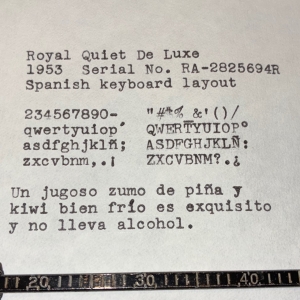 Royal Quiet De Luxe
1953 Serial No. RA-2825694R
Spanish keyboard layout
234567890- "#*% &'()/
qwertyuiop´ QWERTYUIOPº
asdfghjklñ; ASDFGHJKLÑ:
zxcvbnm,.¡ ZXCVBNM?.¿
Un jugoso zumo de piña y
kiwi bien frío es exquisito
y no lleva alcohol.
20 30 40